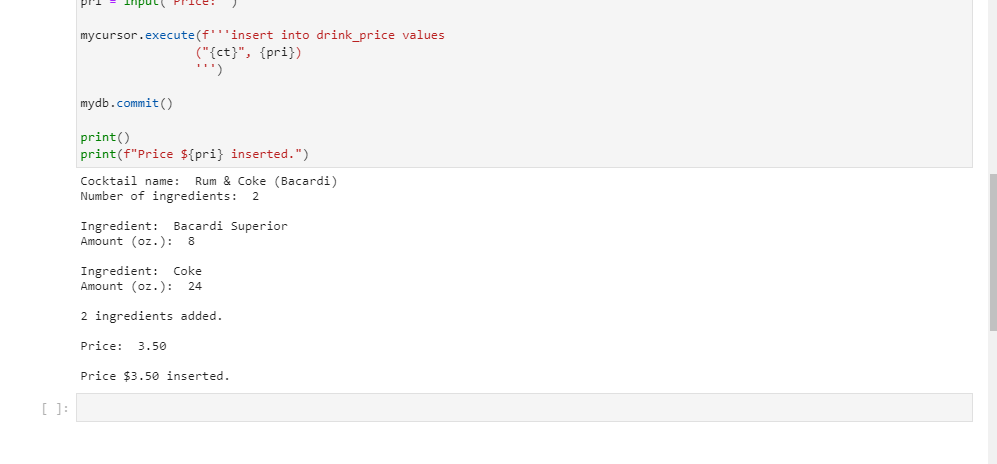 pri = input("Price: ")
mycursor.execute(f'''insert into drink_price values
("{ct}", {pri})
''')
mydb.commit()
print()
print(f"Price ${pri} inserted.")
Cocktail name:  Rum & Coke (Bacardi)
Number of ingredients:  2
Ingredient:  Bacardi Superior
Amount (oz.):  8
Ingredient:  Coke
Amount (oz.):  24
2 ingredients added.
Price:  3.50
Price $3.50 inserted.
[ ]: